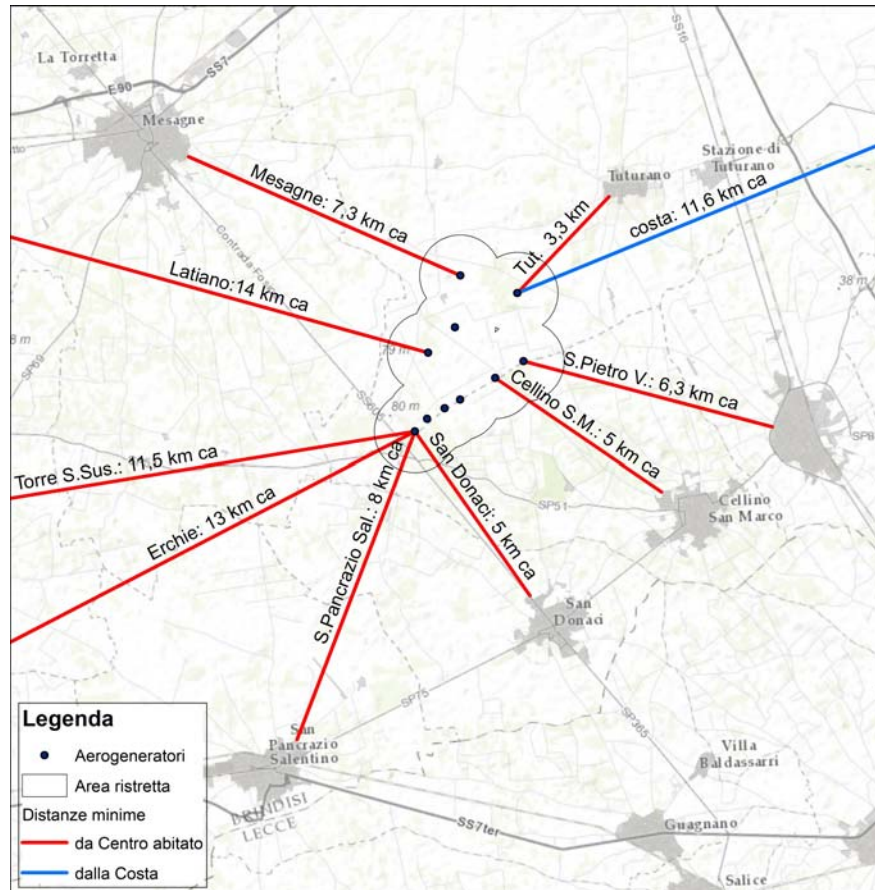 La Torretta
SS7
E90
Mesagne
SS16
Mesagne: 7,3 km ca
Tuturano
Stazione di
Tuturano
costa: 11,6 km ca
Tut. 3,3 km
Latiano:14 km ca
38 m
79 m
SP69
SS605
S.Pietro V.: 6,3 km ca
Cellino S.M.: 5 km ca
80 m
San Donaci: 5 km ca
Torre S.Sus.: 11,5 km ca
Erchie: 13 km ca
S.Pancrazio Sal.: 8 km ca
SP51
Cellino
San Marco
San
Donaci
SP75
SP365
San
Pancrazio
Salentino
Villa
Baldassarri
BRINDISI
LECCE
SS7ter
Guagnano
Salice
Legenda
Aerogeneratori
Area ristretta
Distanze minime
da Centro abitato
dalla Costa